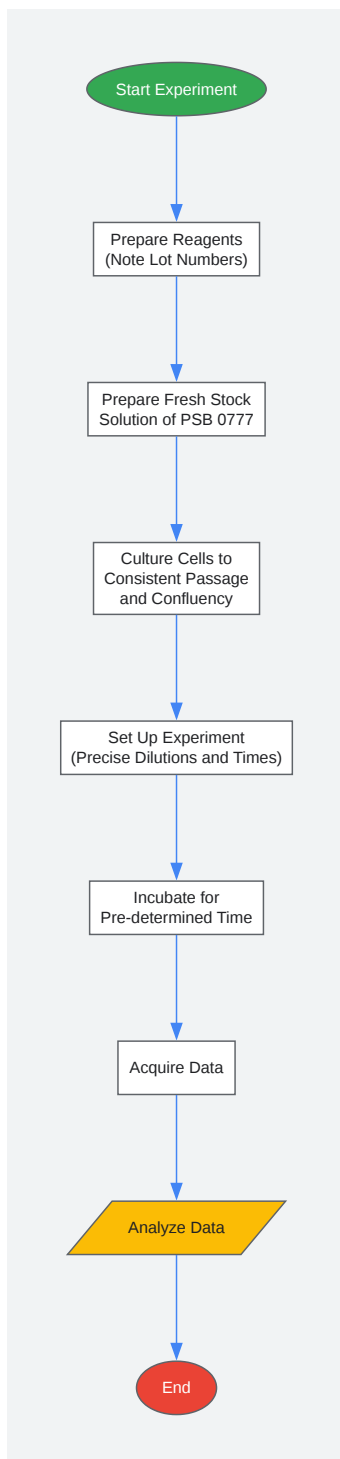 Start Experiment
Prepare Reagents
(Note Lot Numbers)
Prepare Fresh Stock
Solution of PSB 0777
Culture Cells to
Consistent Passage
and Confluency
Set Up Experiment
(Precise Dilutions and Times)
Incubate for
Pre-determined Time
Acquire Data
Analyze Data
End